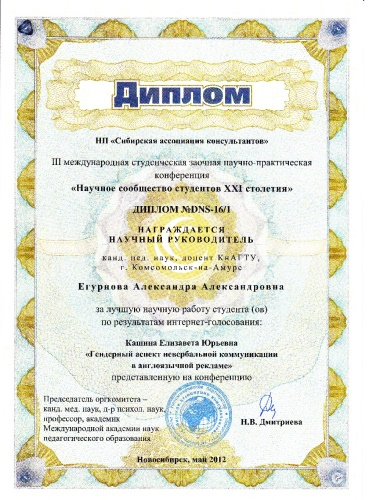 Диплом
НП «Сибирская ассоциация консультантов»
III международная студенческая заочная научно-практическая
конференция
«Научное сообщество студентов XXI столетия»
ДИПЛОМ №DNS-16/1
НАГРАЖДАЕТСЯ
НАУЧНЫЙ РУКОВОДИТЕЛЬ
канд. пед. наук, доцент КнАГТУ,
г. Комсомольск-на-Амуре
Егурнова Александра Александровна
за лучшую научную работу студента (ов)
по результатам интернет-голосования:
Кашина Елизавета Юрьевна
«Гендерный аспект невербальной коммуникации
в англоязычной рекламе»
представленную на конференцию
Председатель оргкомитета –
канд. мед. наук, д-р психол. наук,
профессор, академик
Международной академии наук
педагогического образования
Н.В. Дмитриева
Новосибирск, май 2012